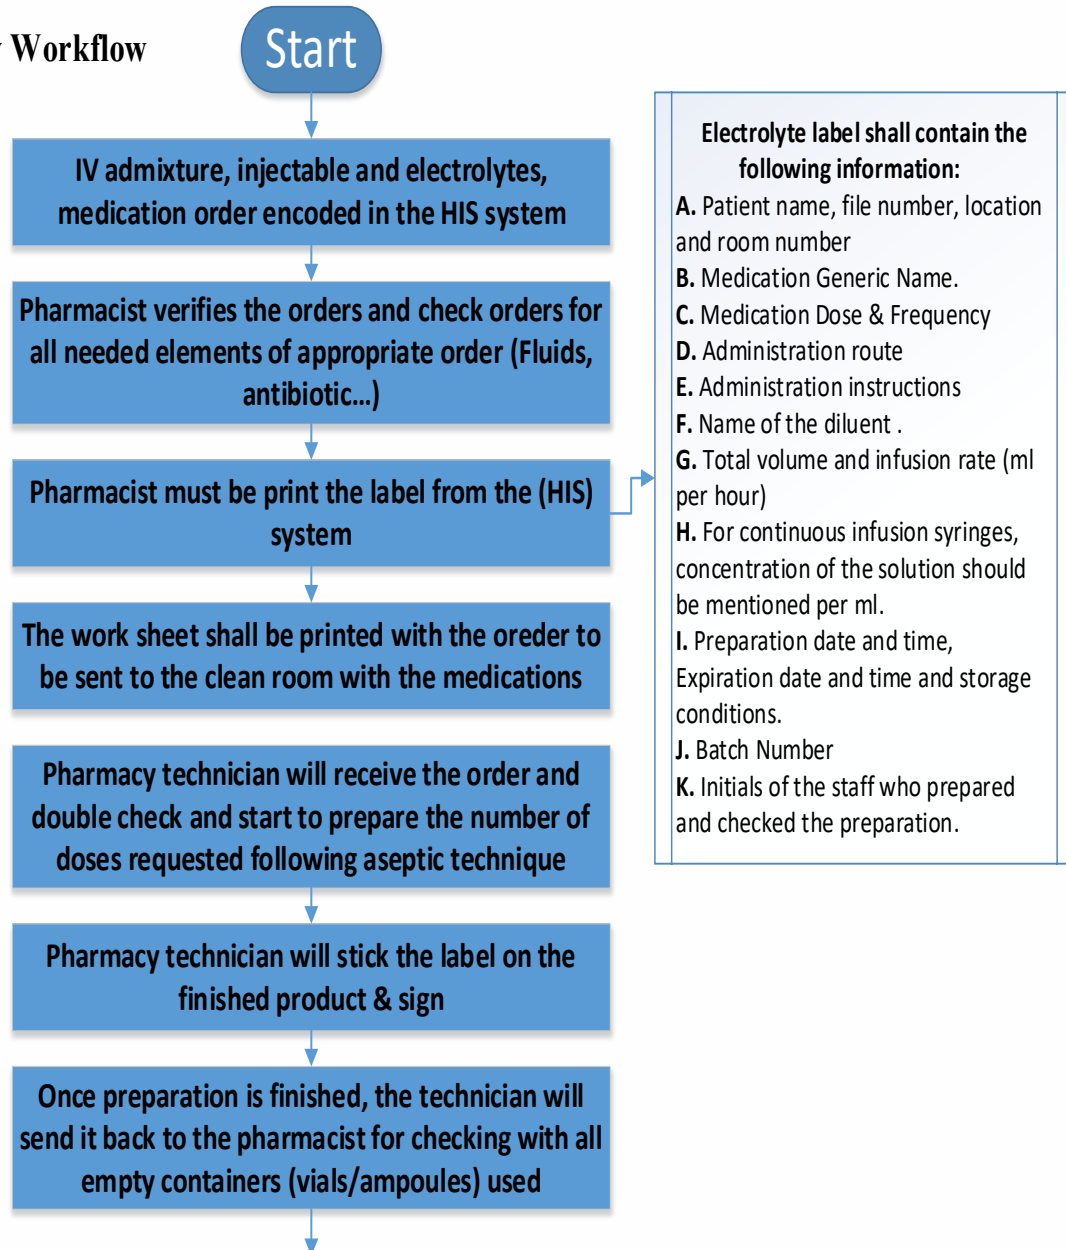 Workflow
Start
IV admixture, injectable and electrolytes,
medication order encoded in the HIS system
Pharmacist verifies the orders and check orders for
all needed elements of appropriate order (Fluids,
antibiotic...)
Pharmacist must be print the label from the (HIS)
system
The work sheet shall be printed with the oreder to
be sent to the clean room with the medications
Pharmacy technician will receive the order and
double check and start to prepare the number of
doses requested following aseptic technique
Pharmacy technician will stick the label on the
finished product & sign
Once preparation is finished, the technician will
send it back to the pharmacist for checking with all
empty containers (vials/ampoules) used
Electrolyte label shall contain the
following information:
A. Patient name, file number, location
and room number
B. Medication Generic Name.
C. Medication Dose & Frequency
D. Administration route
E. Administration instructions
F. Name of the diluent .
G. Total volume and infusion rate (ml
per hour)
H. For continuous infusion syringes,
concentration of the solution should
be mentioned per ml.
I. Preparation date and time,
Expiration date and time and storage
conditions.
J. Batch Number
K. Initials of the staff who prepared
and checked the preparation.